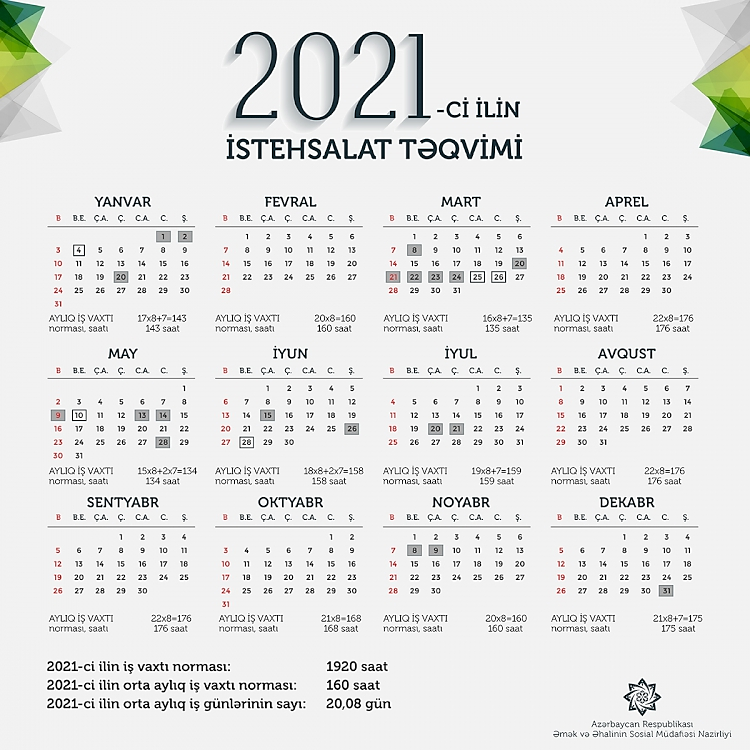 2021-Cİ İLİN
İSTEHSALAT TƏQVİMİ
YANVAR
B B.E. Ç.A. Ç. C.A. C. Ş.
1 2
3 4 5 6 7 8 9
10 11 12 13 14 15 16
17 18 19 20 21 22 23
24 25 26 27 28 29 30
31
AYLIQ İŞ VAXTI 17x8+7=143
norması, saatı 143 saat
FEVRAL
B B.E. Ç.A. Ç. C.A. C. Ş.
1 2 3 4 5 6
7 8 9 10 11 12 13
14 15 16 17 18 19 20
21 22 23 24 25 26 27
28
AYLIQ İŞ VAXTI 20x8=160
norması, saatı 160 saat
MART
B B.E. Ç.A. Ç. C.A. C. Ş.
1 2 3 4 5 6
7 8 9 10 11 12 13
14 15 16 17 18 19 20
21 22 23 24 25 26
28 29 30 31
AYLIQ İŞ VAXTI 16x8+7=135
norması, saatı 135 saat
APREL
B B.E. Ç.A. Ç. C.A. C. Ş.
1 2 3
4 5 6 7 8 9 10
11 12 13 14 15 16 17
18 19 20 21 22 23 24
25 26 27 28 29 30
AYLIQ İŞ VAXTI 22x8=176
norması, saatı 176 saat
MAY
B B.E. Ç.A. Ç. C.A. C. Ş.
1
2 3 4 5 6 7 8
9 10 11 12 13 14 15
16 17 18 19 20 21 22
23 24 25 26 27 28 29
30 31
AYLIQ İŞ VAXTI 15x8+2x7=134
norması, saatı 134 saat
İYUN
B B.E. Ç.A. Ç. C.A. C. Ş.
1 2 3 4 5
6 7 8 9 10 11 12
13 14 15 16 17 18 19
20 21 22 23 24 25 26
27 28 29 30
AYLIQ İŞ VAXTI 18x8+2x7=158
norması, saatı 158 saat
İYUL
B B.E. Ç.A. Ç. C.A. C. Ş.
1 2 3
4 5 6 7 8 9 10
11 12 13 14 15 16 17
18 19 20 21 22 23 24
25 26 27 28 29 30 31
AYLIQ İŞ VAXTI 19x8+7=159
norması, saatı 159 saat
AVQUST
B B.E. Ç.A. Ç. C.A. C. Ş.
1 2 3 4 5 6 7
8 9 10 11 12 13 14
15 16 17 18 19 20 21
22 23 24 25 26 27 28
29 30 31
AYLIQ İŞ VAXTI 22x8=176
norması, saatı 176 saat
SENTYABR
B B.E. Ç.A. Ç. C.A. C. Ş.
1 2 3 4
5 6 7 8 9 10 11
12 13 14 15 16 17 18
19 20 21 22 23 24 25
26 27 28 29 30
AYLIQ İŞ VAXTI 22x8=176
norması, saatı 176 saat
OKTYABR
B B.E. Ç.A. Ç. C.A. C. Ş.
1 2
3 4 5 6 7 8 9
10 11 12 13 14 15 16
17 18 19 20 21 22 23
24 25 26 27 28 29 30
31
AYLIQ İŞ VAXTI 21x8=168
norması, saatı 168 saat
NOYABR
B B.E. Ç.A. Ç. C.A. C. Ş.
1 2 3 4 5 6
7 8 9 10 11 12 13
14 15 16 17 18 19 20
21 22 23 24 25 26 27
28 29 30
AYLIQ İŞ VAXTI 20x8=160
norması, saatı 160 saat
DEKABR
B B.E. Ç.A. Ç. C.A. C. Ş.
1 2 3 4
5 6 7 8 9 10 11
12 13 14 15 16 17 18
19 20 21 22 23 24 25
26 27 28 29 30 31
AYLIQ İŞ VAXTI 21x8+7=175
norması, saatı 175 saat
2021-ci ilin iş vaxtı norması: 1920 saat
2021-ci ilin orta aylıq iş vaxtı norması: 160 saat
2021-ci ilin orta aylıq iş günlərinin sayı: 20,08 gün
Azərbaycan Respublikası
Əmək və Əhalinin Sosial Müdafiəsi Nazirliyi